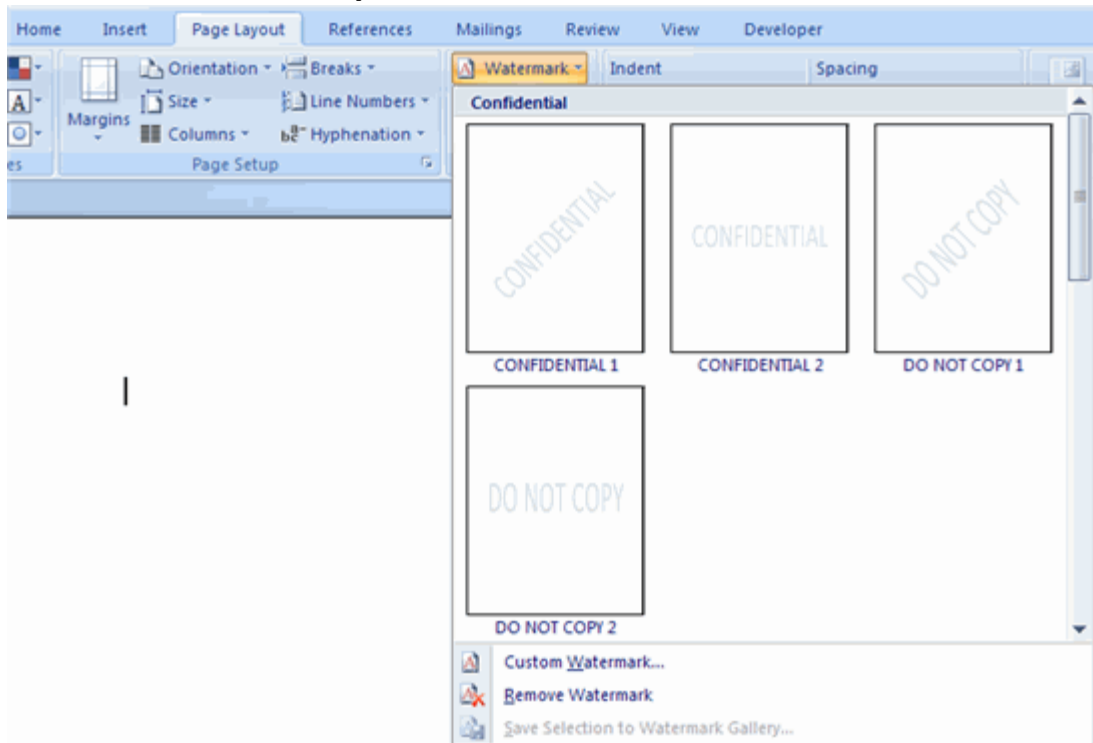 Home Insert Page Layout References Mailings Review View Developer
Orientation Breaks Watermark Indent Spacing
Size Line Numbers
Margins Columns Hyphenation
es Page Setup
Confidential
CONFIDENTIAL CONFIDENTIAL DO NOT COPY
CONFIDENTIAL 1 CONFIDENTIAL 2 DO NOT COPY 1
DO NOT COPY
DO NOT COPY 2
Custom Watermark...
Remove Watermark
Save Selection to Watermark Gallery...